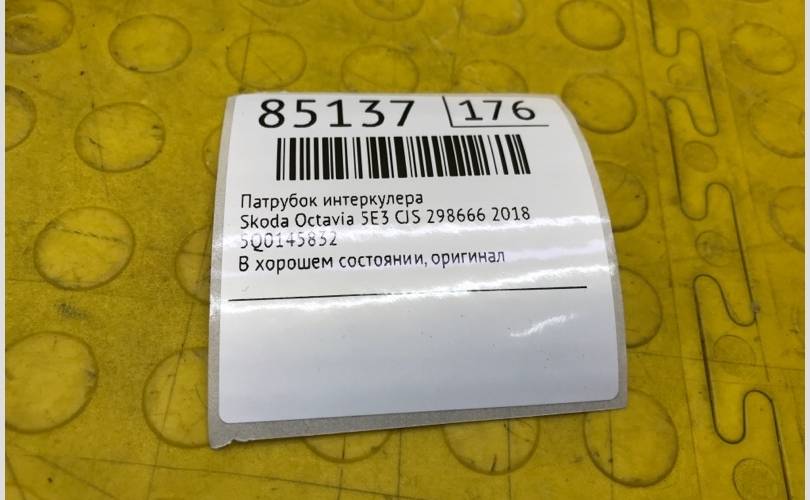 85137 176
Патрубок интеркулера
Skoda Octavia 5E3 CJS 298666 2018
5Q0145832
В хорошем состоянии, оригинал